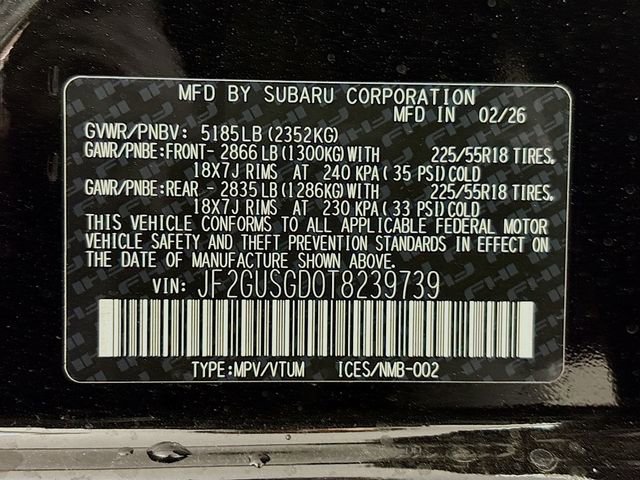 MFD BY SUBARU CORPORATION
MFD IN 02/26
GVWR/PNBV: 5185LB (2352KG)
GAWR/PNBE:FRONT- 2866 LB (1300KG) WITH 225/55R18 TIRES,
18X7J RIMS AT 240 KPA ( 35 PSI) COLD
GAWR/PNBE:REAR - 2835 LB (1286KG) WITH 225/55R18 TIRES,
18X7J RIMS AT 230 KPA ( 33 PSI) COLD
THIS VEHICLE CONFORMS TO ALL APPLICABLE FEDERAL MOTOR
VEHICLE SAFETY AND THEFT PREVENTION STANDARDS IN EFFECT ON
THE DATE OF MANUFACTURE SHOWN ABOVE.
VIN: JF2GUSGD0T8239739
TYPE:MPV/VTUM ICES/NMB-002